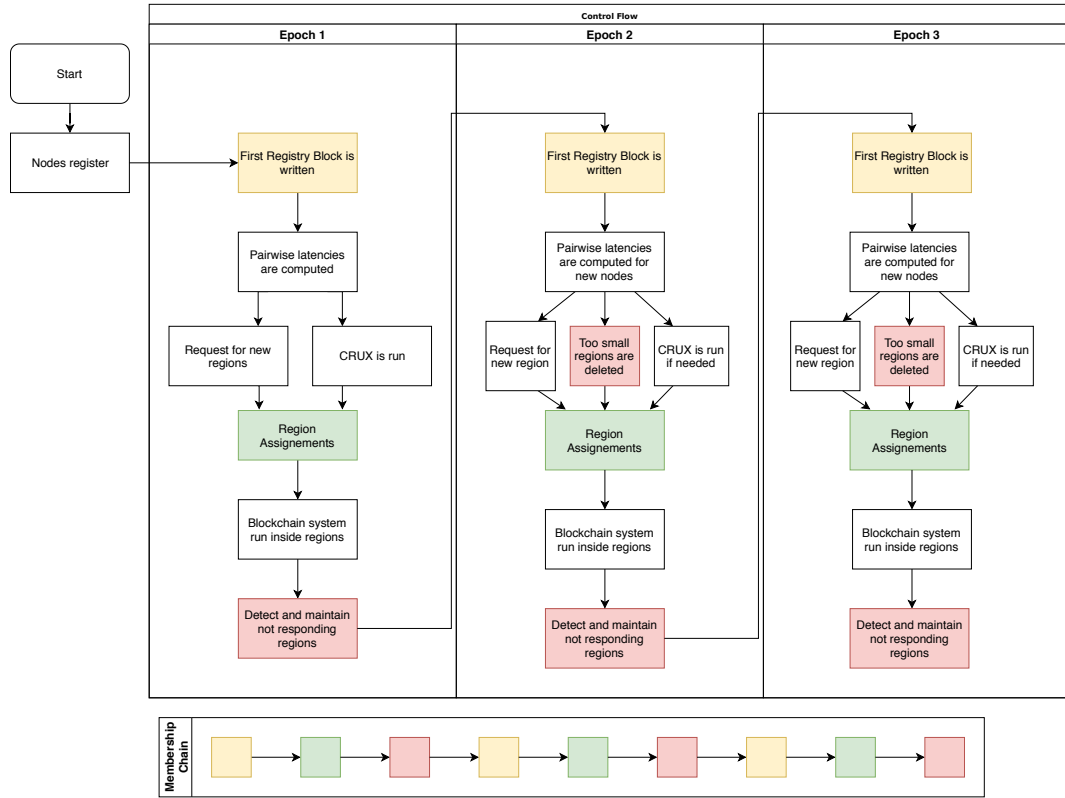 Control Flow
Epoch 1
Epoch 2
Epoch 3
Start
Nodes register
First Registry Block is
written
Pairwise latencies
are computed
Request for new
regions
CRUX is run
Region
Assignements
Blockchain system
run inside regions
Detect and maintain
not responding
regions
First Registry Block is
written
Pairwise latencies
are computed for
new nodes
Request for
new region
Too small
regions are
deleted
CRUX is run
if needed
Region
Assignements
Blockchain system
run inside regions
Detect and maintain
not responding
regions
First Registry Block is
written
Pairwise latencies
are computed for
new nodes
Request for
new region
Too small
regions are
deleted
CRUX is run
if needed
Region
Assignements
Blockchain system
run inside regions
Detect and maintain
not responding
regions
Membership
Chain